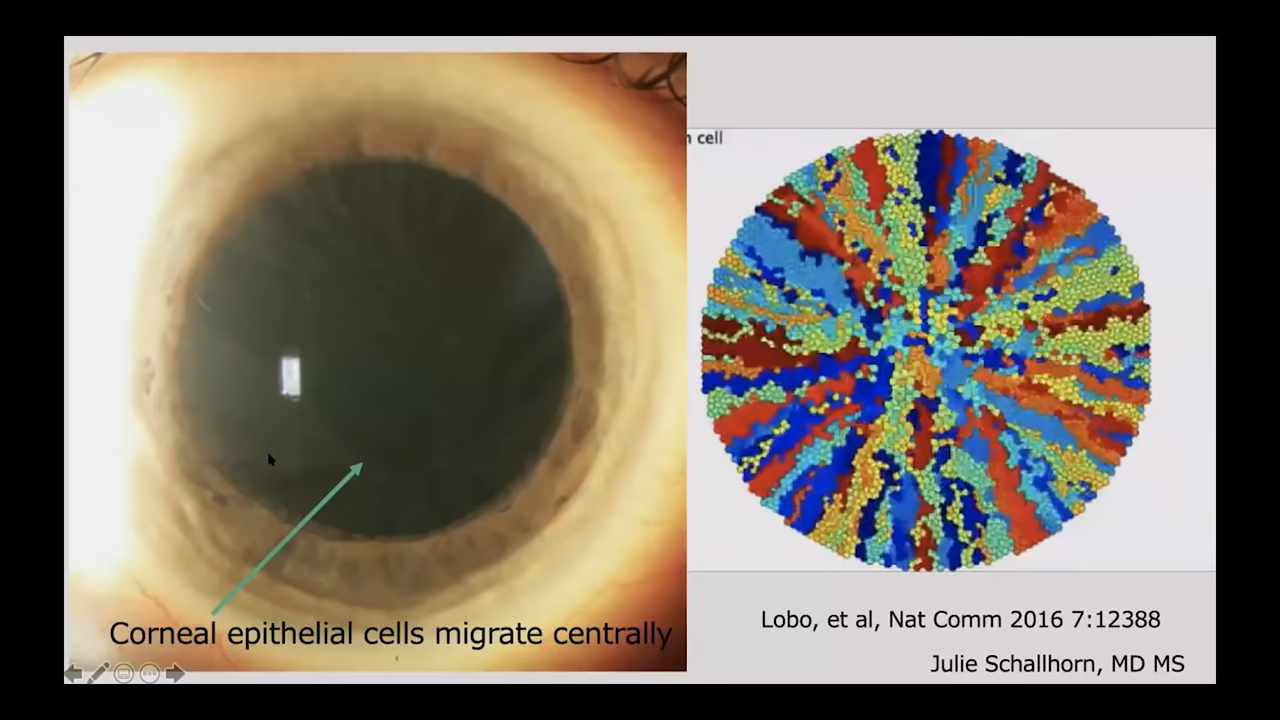 cell
Corneal epithelial cells migrate centrally
Lobo, et al, Nat Comm 2016 7:12388
Julie Schallhorn, MD MS